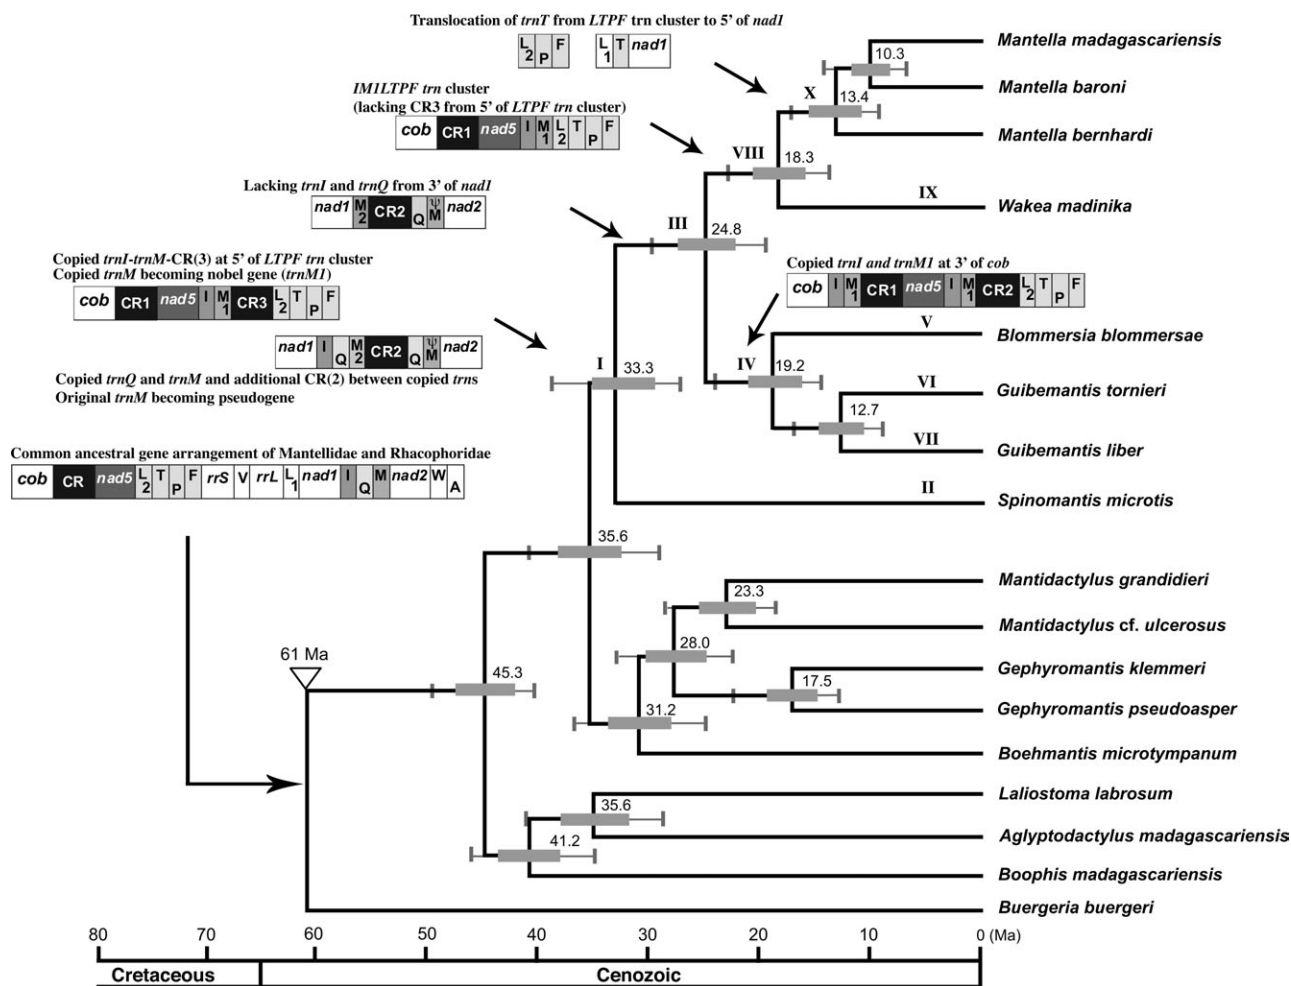 Translocation of trnT from LTPF trn cluster to 5' of nad1
L2 P F L1 T nad1
IM1LTPF trn cluster
(lacking CR3 from 5' of LTPF trn cluster)
cob CR1 nad5 I M1 L2 T P F
Lacking trnI and trnQ from 3' of nad1
nad1 M2 CR2 Q ΨM nad2
Copied trnI-trnM-CR(3) at 5' of LTPF trn cluster
Copied trnM becoming nobel gene (trnM1)
cob CR1 nad5 I M1 CR3 L2 T P F
nad1 I Q M2 CR2 Q ΨM nad2
Copied trnQ and trnM and additional CR(2) between copied trns
Original trnM becoming pseudogene
Common ancestral gene arrangement of Mantellidae and Rhacophoridae
cob CR nad5 L2 T P F rrS V rrL L1 nad1 I Q M nad2 W A
Copied trnI and trnM1 at 3' of cob
cob I M1 CR1 nad5 I M1 CR2 L2 T P F
Mantella madagascariensis
10.3
Mantella baroni
X
13.4
Mantella bernhardi
VIII
18.3
IX
Wakea madinika
III
24.8
V
Blommersia blommersae
IV
19.2
VI
Guibemantis tornieri
12.7
VII
Guibemantis liber
I
33.3
II
Spinomantis microtis
35.6
Mantidactylus grandidieri
23.3
Mantidactylus cf. ulcerosus
28.0
Gephyromantis klemmeri
17.5
Gephyromantis pseudoasper
31.2
Boehmantis microtympanum
61 Ma
45.3
Laliostoma labrosum
35.6
Aglyptodactylus madagascariensis
41.2
Boophis madagascariensis
Buergeria buergeri
80 70 60 50 40 30 20 10 0 (Ma)
Cretaceous Cenozoic